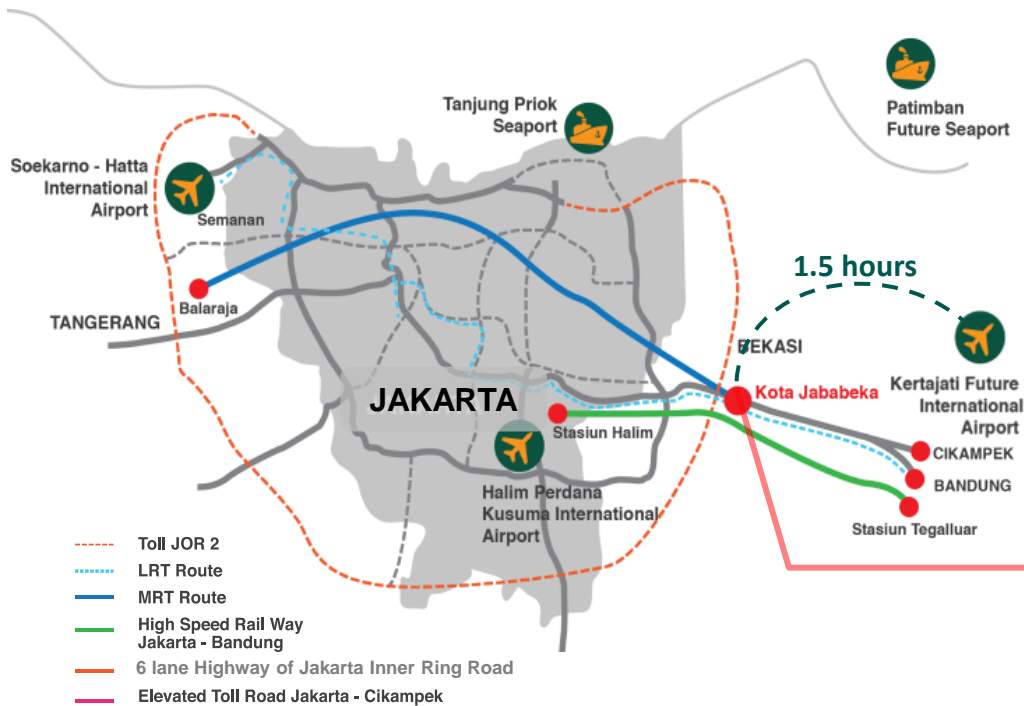 Patimban
Future Seaport
Tanjung Priok
Seaport
Soekarno - Hatta
International
Airport
Semanan
1.5 hours
Balaraja
TANGERANG
BEKASI
Kota Jababeka
Kertajati Future
International
Airport
JAKARTA
Stasiun Halim
CIKAMPEK
BANDUNG
Stasiun Tegalluar
Halim Perdana
Kusuma International
Airport
Toll JOR 2
LRT Route
MRT Route
High Speed Rail Way
Jakarta - Bandung
6 lane Highway of Jakarta Inner Ring Road
Elevated Toll Road Jakarta - Cikampek